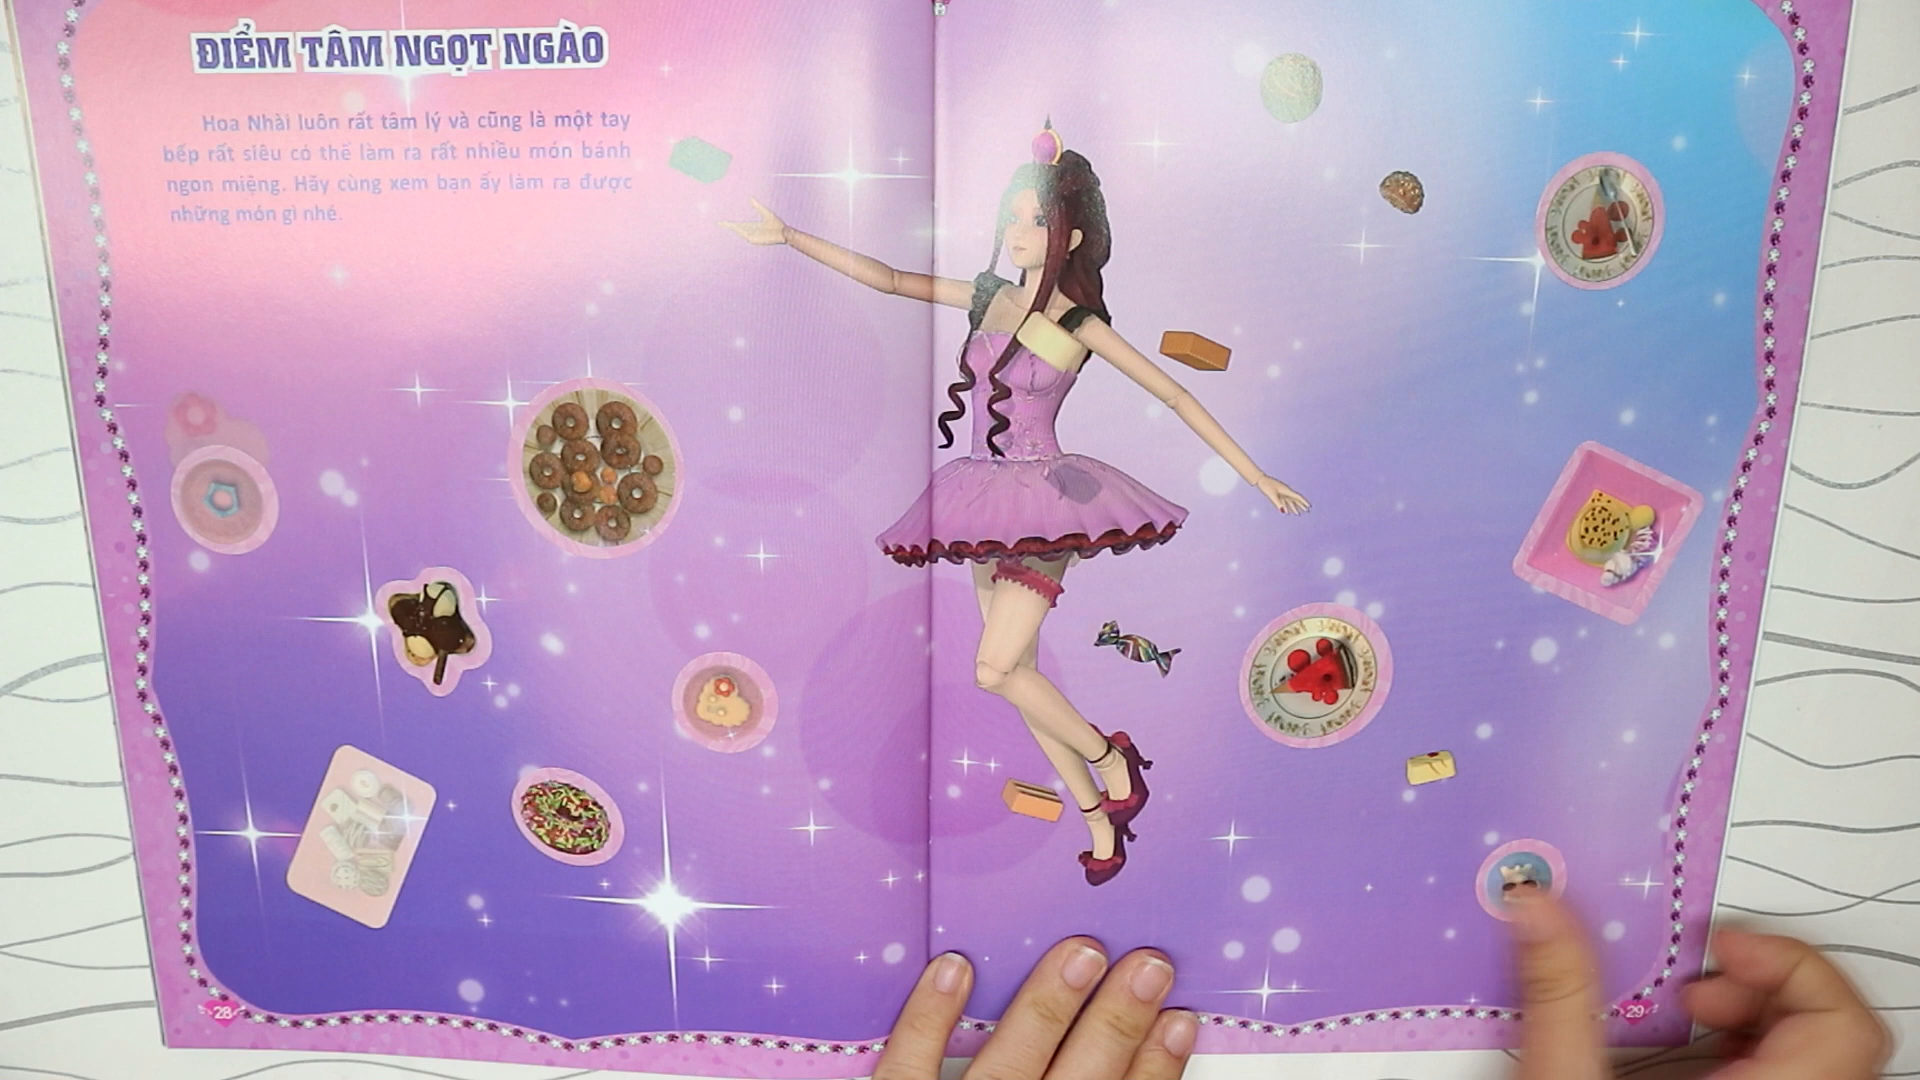 ĐIỂM TÂM NGỌT NGÀO
Hoa Nhài luôn rất tâm lý và cũng là một tay
bếp rất siêu có thể làm ra rất nhiều món bánh
ngon miệng. Hãy cùng xem bạn ấy làm ra được
những món gì nhé.
28
29